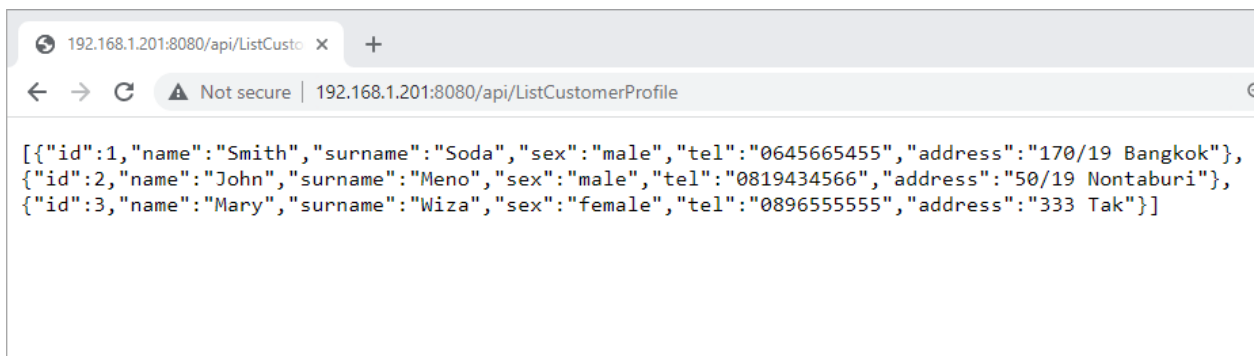 192.168.1.201:8080/api/ListCusto
Not secure | 192.168.1.201:8080/api/ListCustomerProfile
[{"id":1,"name":"Smith","surname":"Soda","sex":"male","tel":"0645665455","address":"170/19 Bangkok"},
{"id":2,"name":"John","surname":"Meno","sex":"male","tel":"0819434566","address":"50/19 Nontaburi"},
{"id":3,"name":"Mary","surname":"Wiza","sex":"female","tel":"0896555555","address":"333 Tak"}]